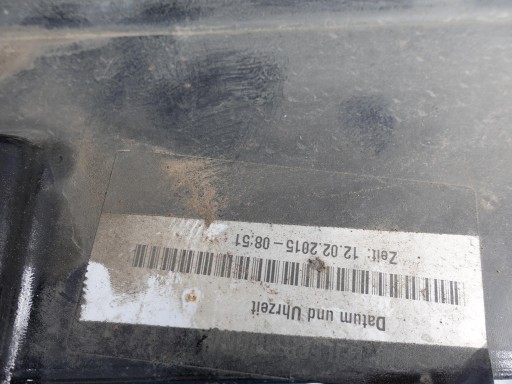 Datum und Uhrzeit
Zeit: 12.02.2015 - 08:51